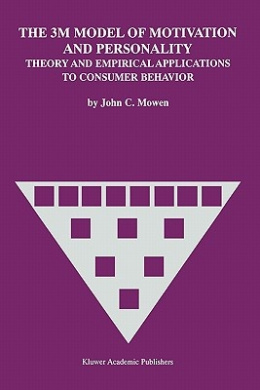 THE 3M MODEL OF MOTIVATION
AND PERSONALITY
THEORY AND EMPIRICAL APPLICATIONS
TO CONSUMER BEHAVIOR
by John C. Mowen
Kluwer Academic Publishers